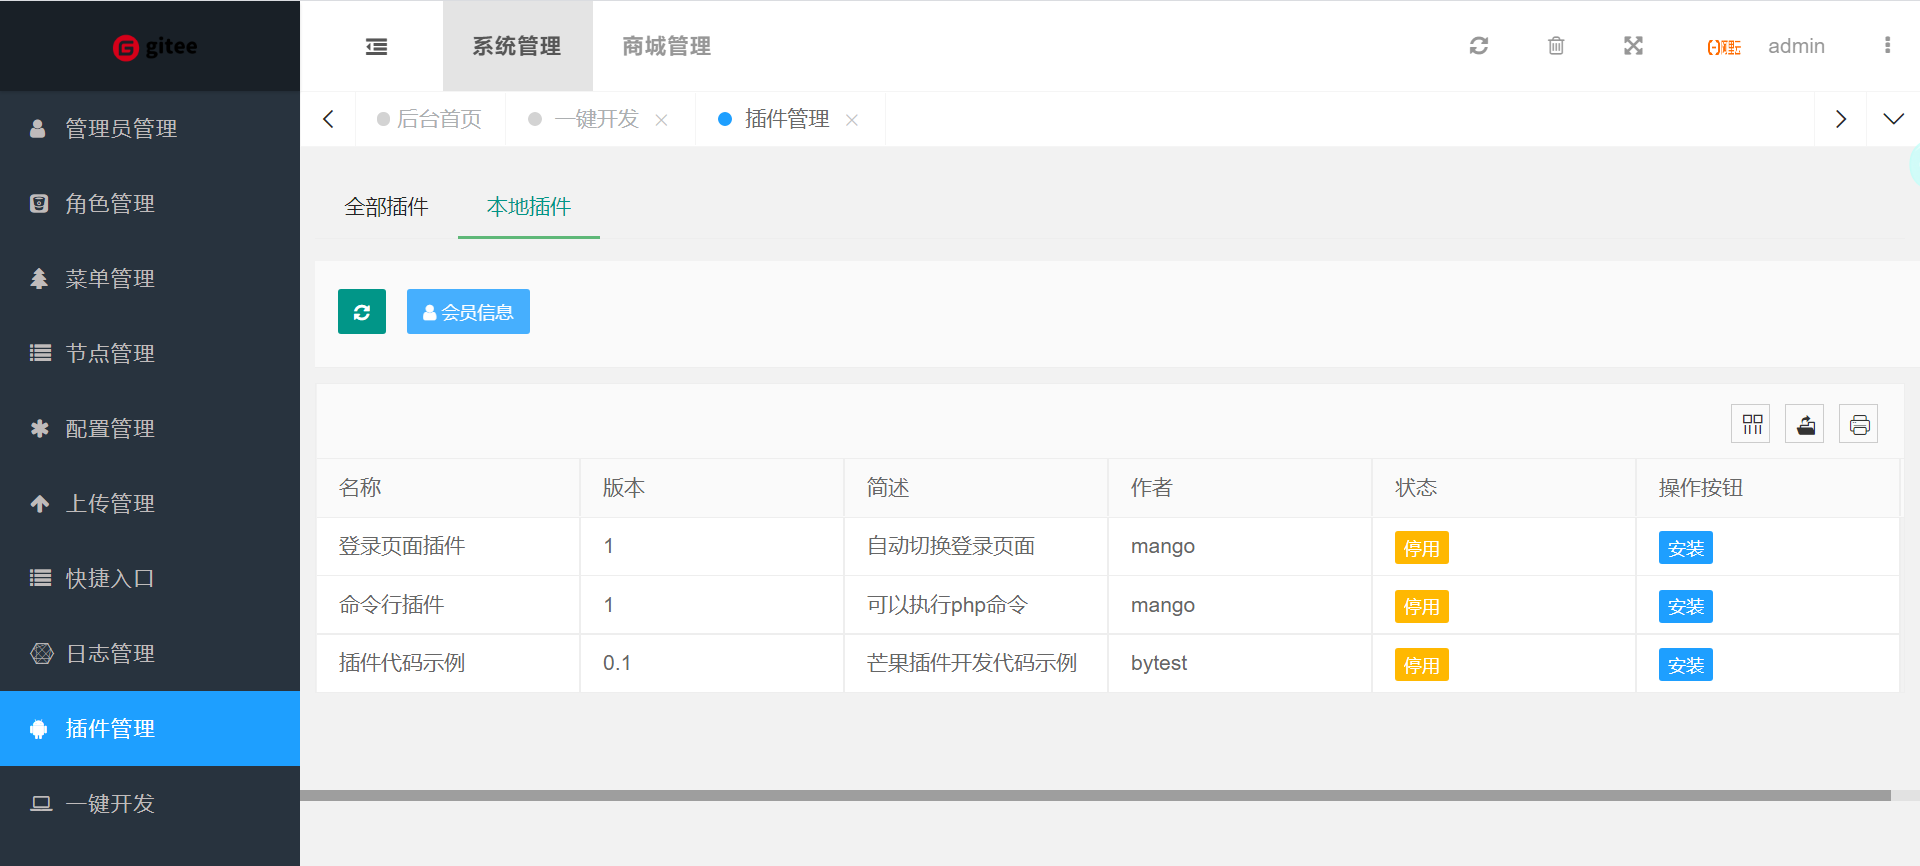 gitee
系统管理 商城管理
admin
管理员管理
角色管理
菜单管理
节点管理
配置管理
上传管理
快捷入口
日志管理
插件管理
一键开发
后台首页 一键开发 插件管理
全部插件 本地插件
会员信息
名称 版本 简述 作者 状态 操作按钮
登录页面插件 1 自动切换登录页面 mango 停用 安装
命令行插件 1 可以执行php命令 mango 停用 安装
插件代码示例 0.1 芒果插件开发代码示例 bytest 停用 安装